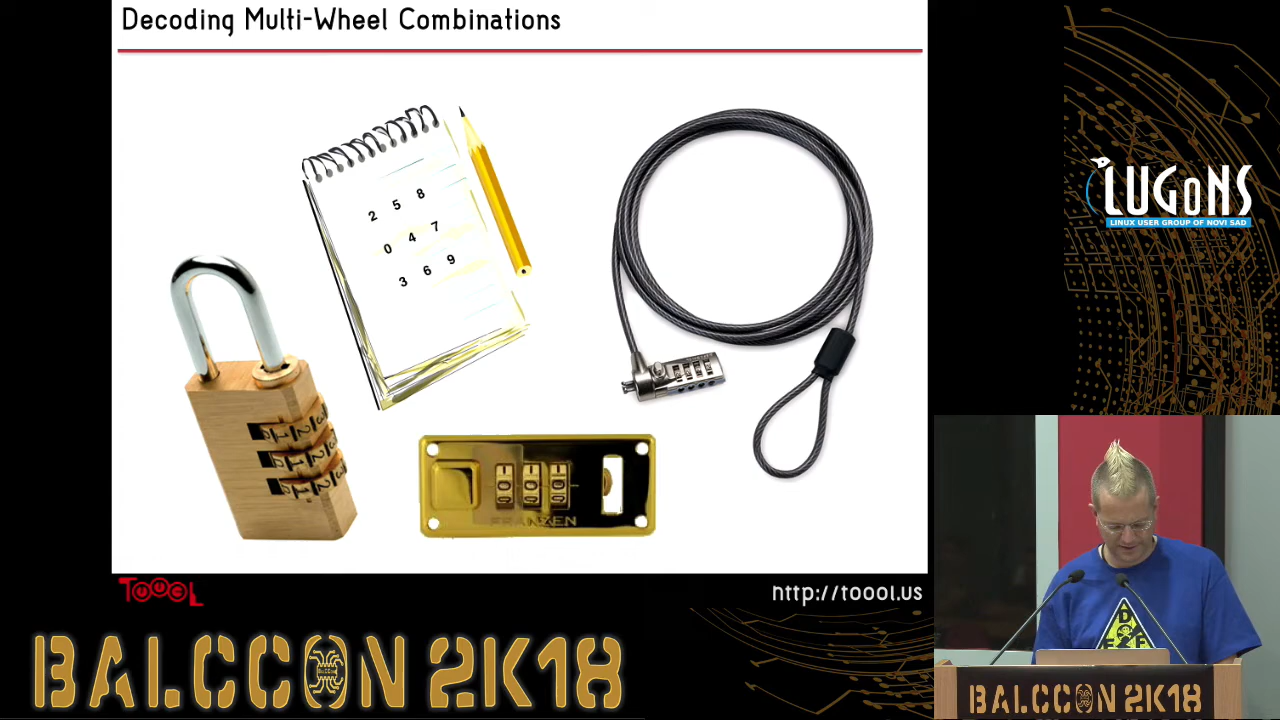 Decoding Multi-Wheel Combinations
2 5 8
0 4 7
3 6 9
FRANZEN
TOOOL
http://toool.us
LUGoNS
LINUX USER GROUP OF NOVI SAD
BALCCON 2K18
BALCCON 2K18